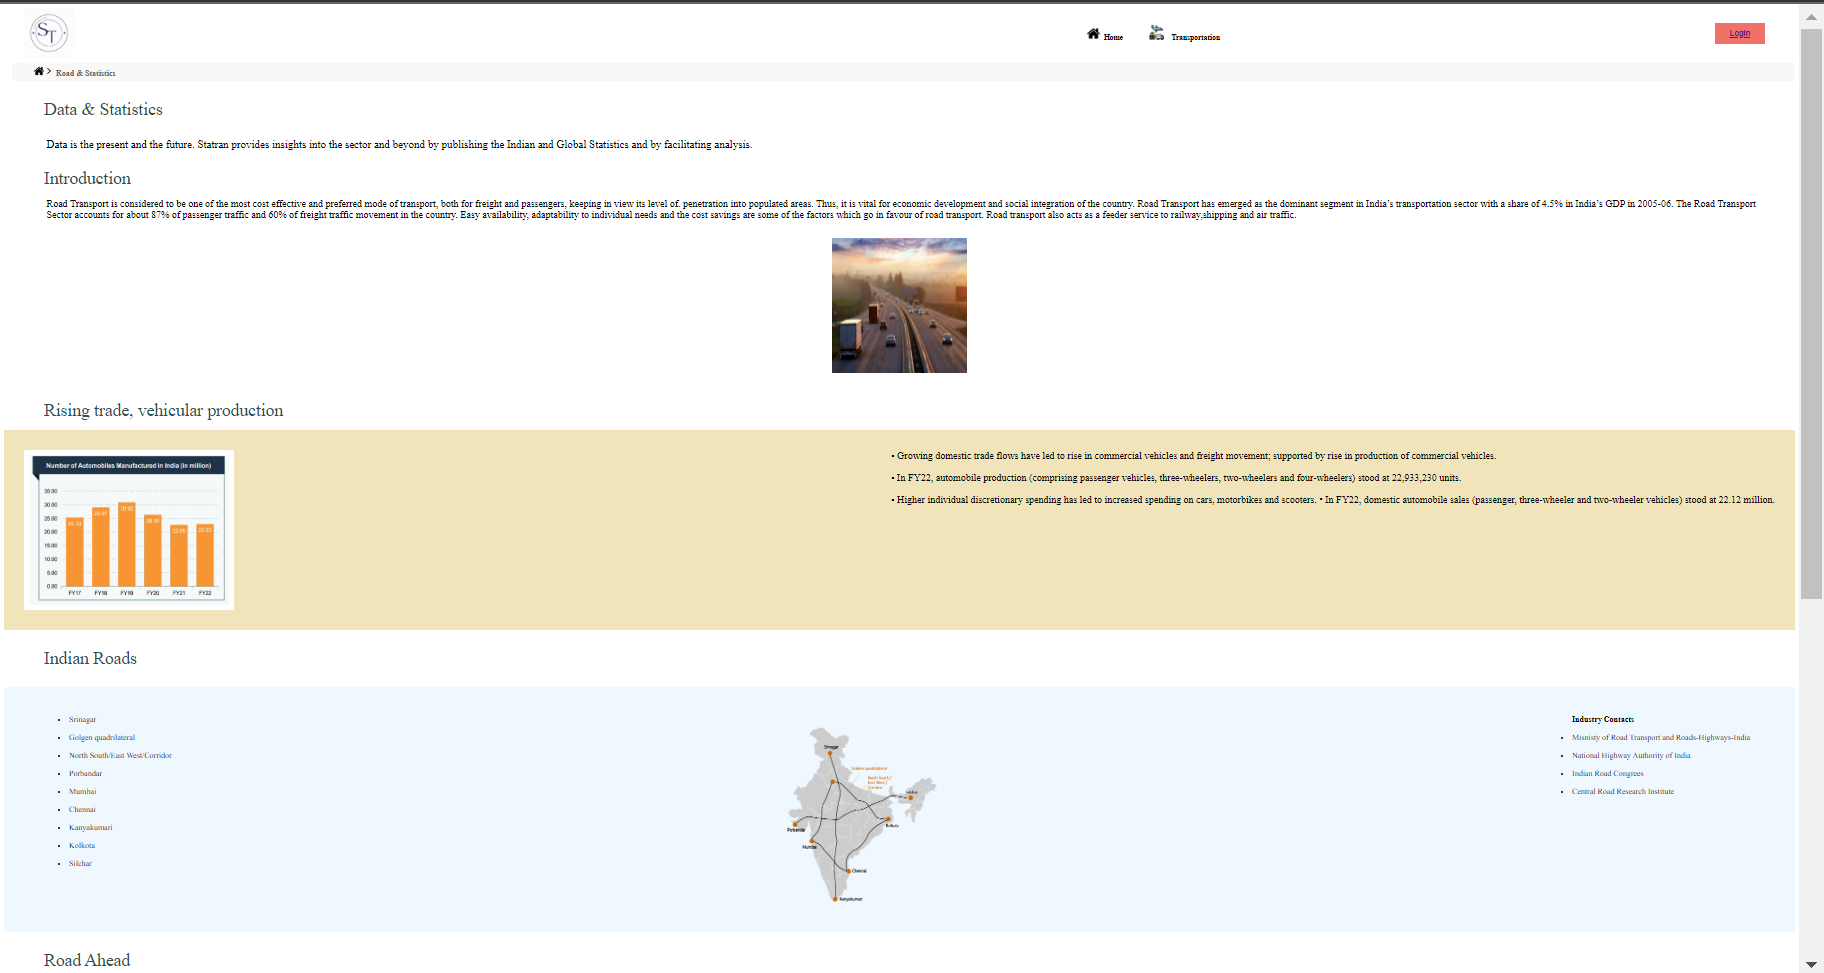 ST
Home
Transportation
Login
> Road & Statistics
Data & Statistics
Data is the present and the future. Statran provides insights into the sector and beyond by publishing the Indian and Global Statistics and by facilitating analysis.
Introduction
Road Transport is considered to be one of the most cost effective and preferred mode of transport, both for freight and passengers, keeping in view its level of. penetration into populated areas. Thus, it is vital for economic development and social integration of the country. Road Transport has emerged as the dominant segment in India's transportation sector with a share of 4.5% in India's GDP in 2005-06. The Road Transport
Sector accounts for about 87% of passenger traffic and 60% of freight traffic movement in the country. Easy availability, adaptability to individual needs and the cost savings are some of the factors which go in favour of road transport. Road transport also acts as a feeder service to railway,shipping and air traffic.
Rising trade, vehicular production
Number of Automobiles Manufactured in India (in million)
35.00
30.00
25.00
20.00
15.00
10.00
5.00
0.00
30.92
22.93
FY17 FY18 FY19 FY20 FY21 FY22
• Growing domestic trade flows have led to rise in commercial vehicles and freight movement; supported by rise in production of commercial vehicles.
• In FY22, automobile production (comprising passenger vehicles, three-wheelers, two-wheelers and four-wheelers) stood at 22,933,230 units.
• Higher individual discretionary spending has led to increased spending on cars, motorbikes and scooters. • In FY22, domestic automobile sales (passenger, three-wheeler and two-wheeler vehicles) stood at 22.12 million.
Indian Roads
• Srinagar
• Golgen quadrilateral
• North South/East West/Corridor
• Porbandar
• Mumbai
• Chennai
• Kanyakumari
• Kolkota
• Silchar
Srinagar
Golden quadrilateral
North South /
East West /
Corridor
Silchar
Porbandar
Kolkata
Mumbai
Chennai
Kanyakumari
Industry Contacts
• Misnisty of Road Transport and Roads-Highways-India
• National Highway Authority of India
• Indian Road Congrees
• Central Road Research Institute
Road Ahead